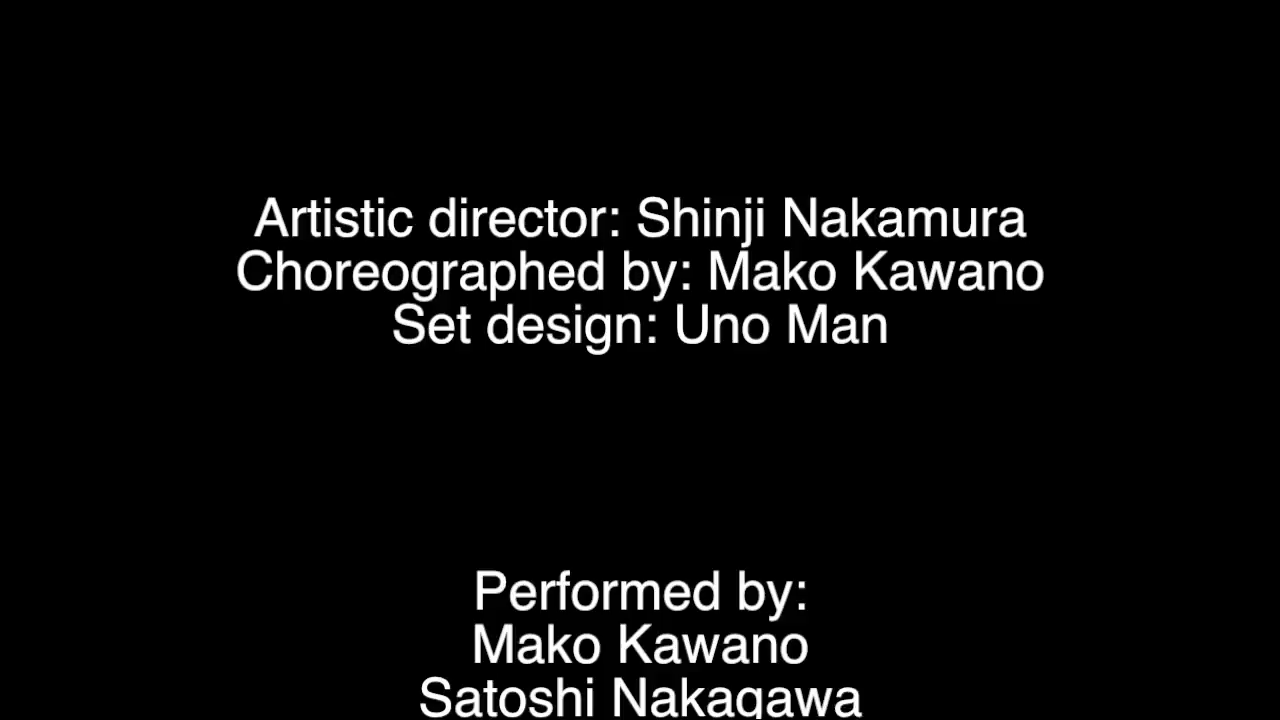 Artistic director: Shinji Nakamura
Choreographed by: Mako Kawano
Set design: Uno Man
Performed by:
Mako Kawano
Satoshi Nakagawa